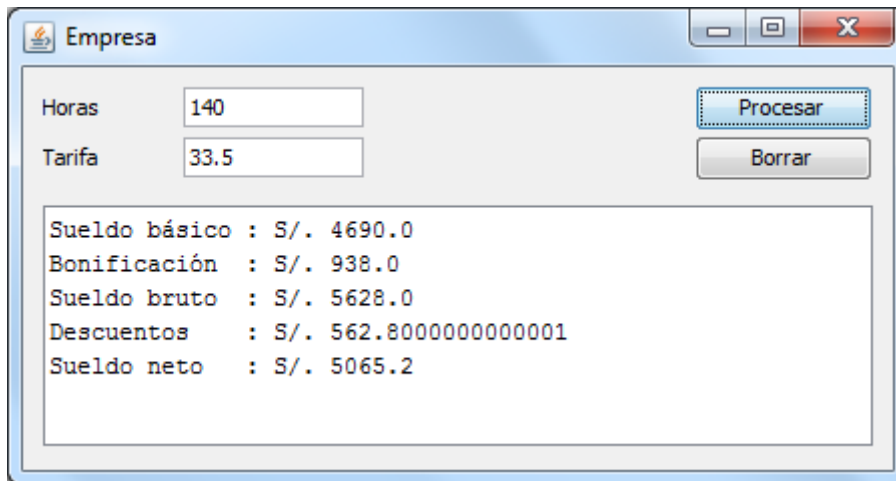 Empresa
Horas 140 Procesar
Tarifa 33.5 Borrar
Sueldo básico : S/. 4690.0
Bonificación  : S/. 938.0
Sueldo bruto  : S/. 5628.0
Descuentos    : S/. 562.8000000000001
Sueldo neto   : S/. 5065.2